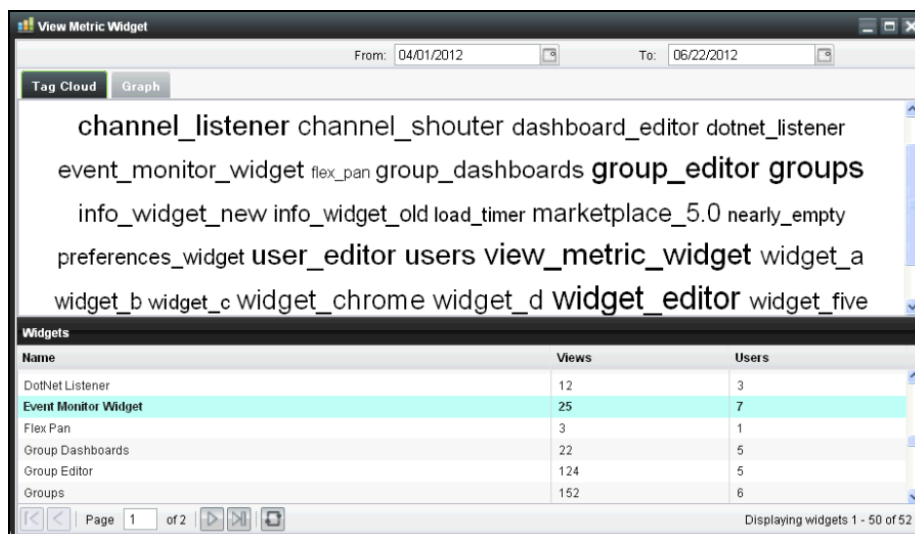 View Metric Widget
From: 04/01/2012 To: 06/22/2012
Tag Cloud Graph
channel_listener channel_shouter dashboard_editor dotnet_listener
event_monitor_widget flex_pan group_dashboards group_editor groups
info_widget_new info_widget_old load_timer marketplace_5.0 nearly_empty
preferences_widget user_editor users view_metric_widget widget_a
widget_b widget_c widget_chrome widget_d widget_editor widget_five
Widgets
Name Views Users
DotNet Listener 12 3
Event Monitor Widget 25 7
Flex Pan 3 1
Group Dashboards 22 5
Group Editor 124 5
Groups 152 6
Page 1 of 2 Displaying widgets 1 - 50 of 52